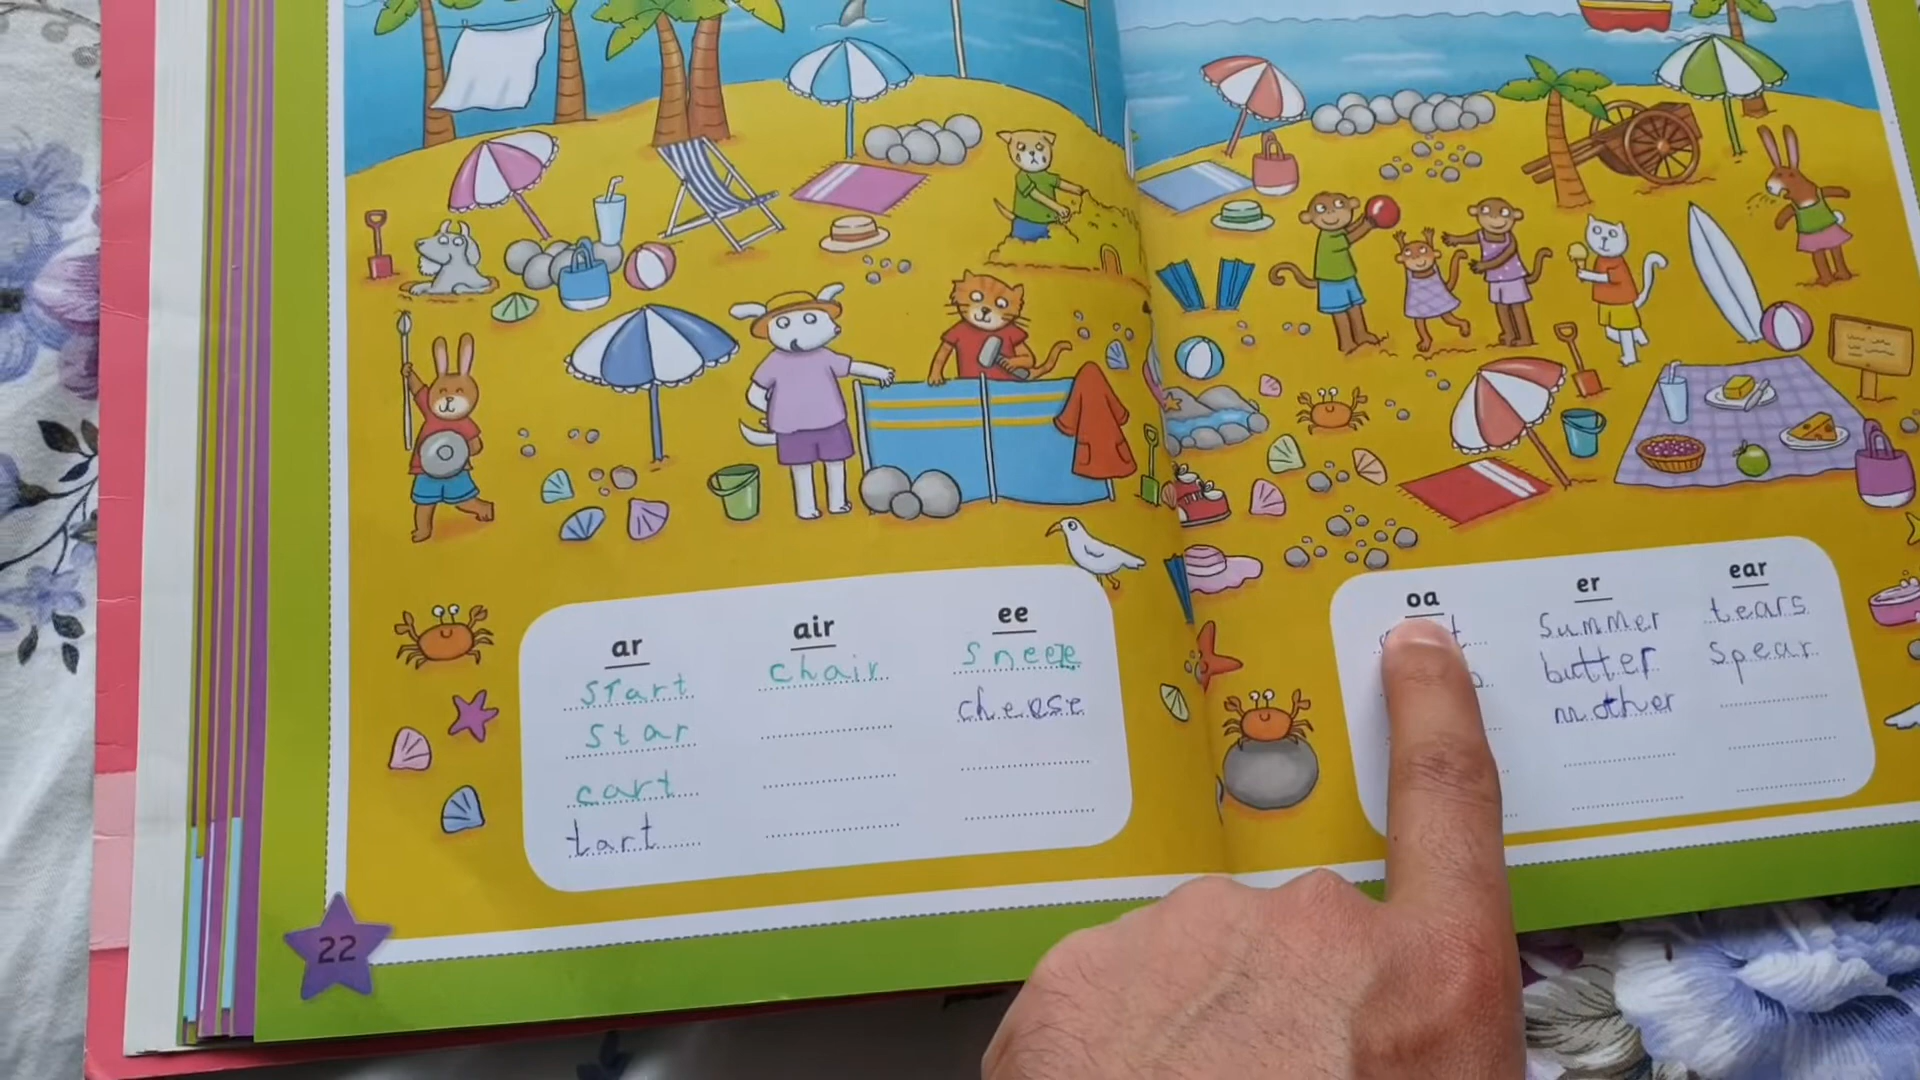 ar
start
star
cart
tart
air
chair
ee
sneeze
cheese
oa
er
summer
butter
mother
ear
tears
spear
22